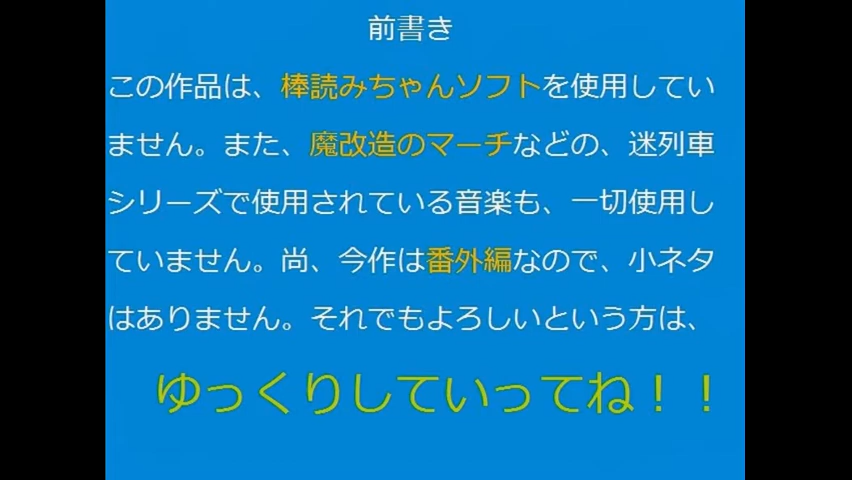 前書き
この作品は、棒読みちゃんソフトを使用してい
ません。また、魔改造のマーチなどの、迷列車
シリーズで使用されている音楽も、一切使用し
ていません。尚、今作は番外編なので、小ネタ
はありません。それでもよろしいという方は、
ゆっくりしていってね！！